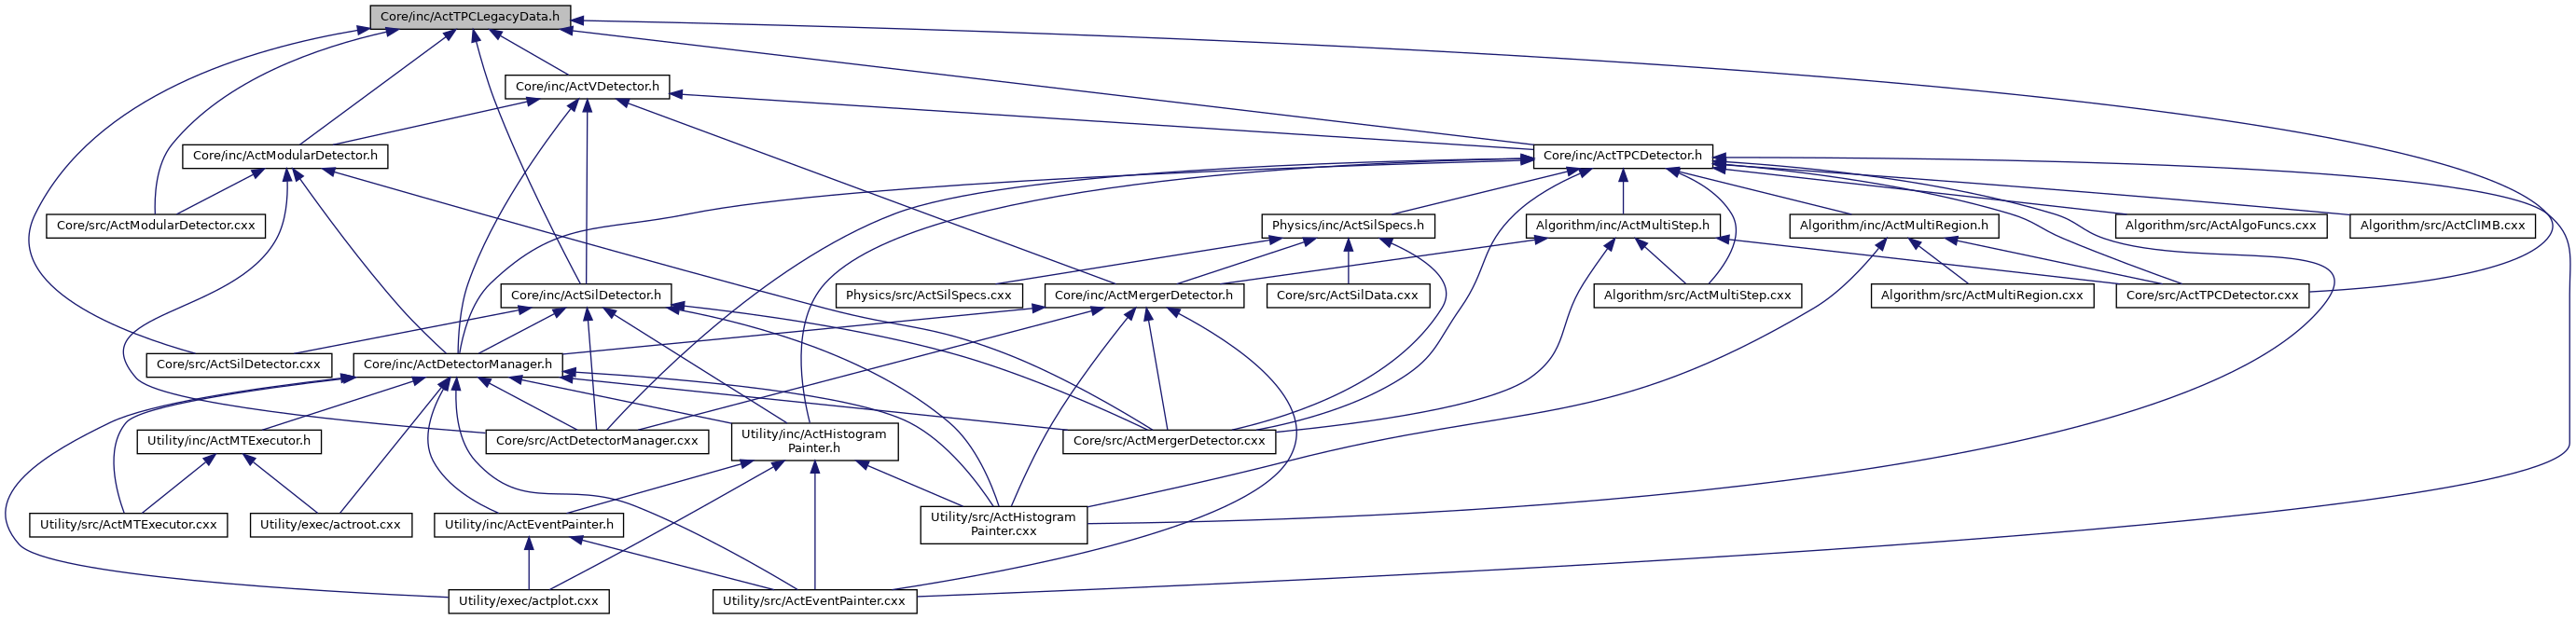 Core/inc/ActTPCLegacyData.h
Core/inc/ActVDetector.h
Core/inc/ActModularDetector.h
Core/inc/ActTPCDetector.h
Core/src/ActModularDetector.cxx
Physics/inc/ActSilSpecs.h
Algorithm/inc/ActMultiStep.h
Algorithm/inc/ActMultiRegion.h
Algorithm/src/ActAlgoFuncs.cxx
Algorithm/src/ActClIMB.cxx
Core/inc/ActSilDetector.h
Physics/src/ActSilSpecs.cxx
Core/inc/ActMergerDetector.h
Core/src/ActSilData.cxx
Algorithm/src/ActMultiStep.cxx
Algorithm/src/ActMultiRegion.cxx
Core/src/ActTPCDetector.cxx
Core/src/ActSilDetector.cxx
Core/inc/ActDetectorManager.h
Utility/inc/ActMTExecutor.h
Core/src/ActDetectorManager.cxx
Utility/inc/ActHistogram
Painter.h
Core/src/ActMergerDetector.cxx
Utility/src/ActMTExecutor.cxx
Utility/exec/actroot.cxx
Utility/inc/ActEventPainter.h
Utility/src/ActHistogram
Painter.cxx
Utility/exec/actplot.cxx
Utility/src/ActEventPainter.cxx